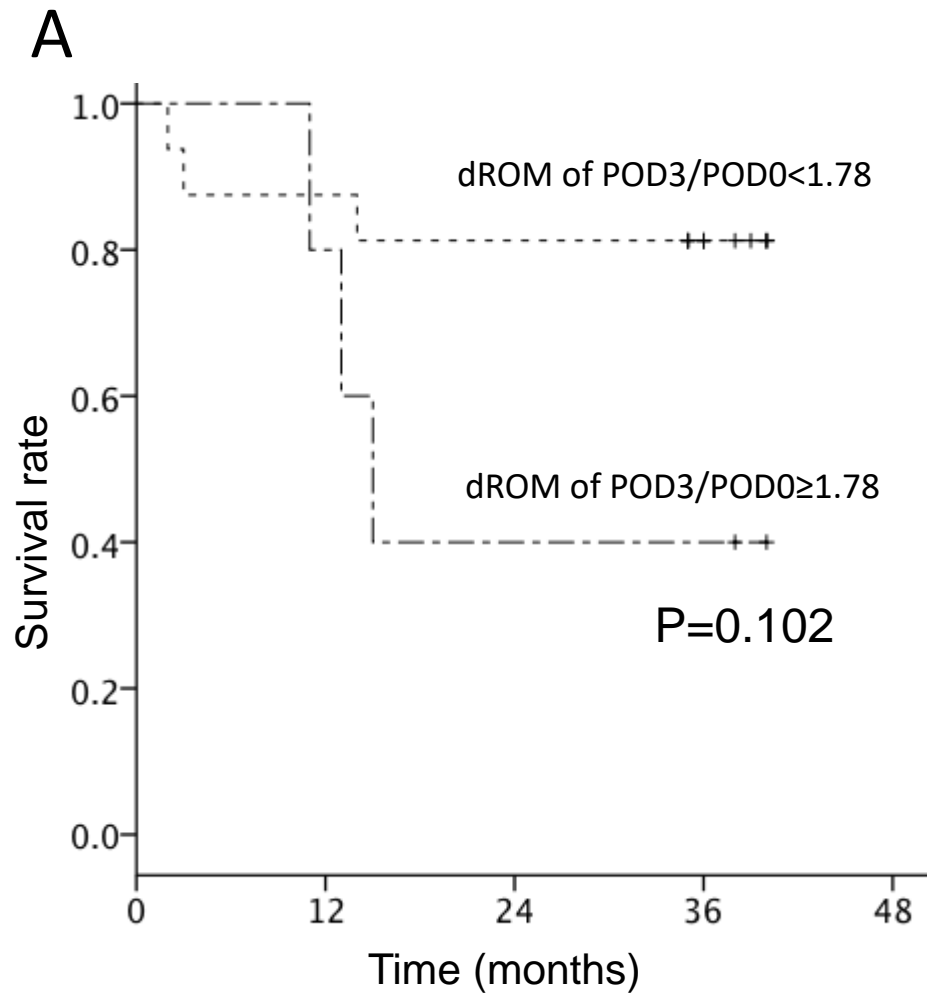 A
1.0
dROM of POD3/POD0<1.78
0.8
0.6
dROM of POD3/POD0≥1.78
0.4
P=0.102
0.2
0.0
Survival rate
0 12 24 36 48
Time (months)